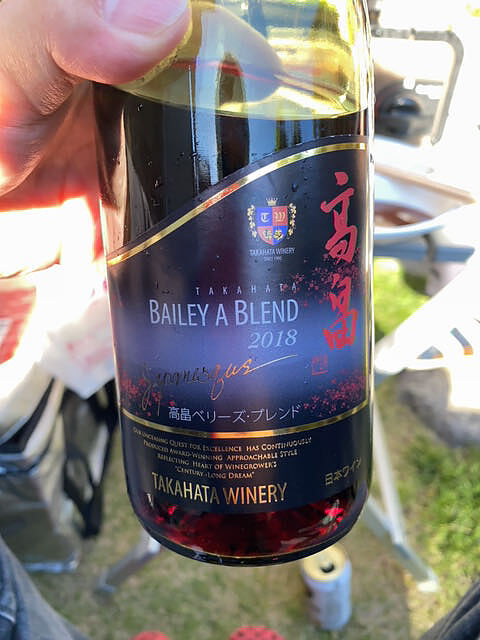 高畠
T W
TAKAHATA WINERY
SINCE 1990
TAKAHATA
BAILEY A BLEND
2018
高畠ベリーズ・ブレンド
OUR UNCEASING QUEST FOR EXCELLENCE HAS CONTINUOUSLY
PRODUCED AWARD-WINNING APPROACHABLE STYLE
REFLECTING HEART OF WINEGROWER'S
"CENTURY-LONG DREAM"
TAKAHATA WINERY
日本ワイン